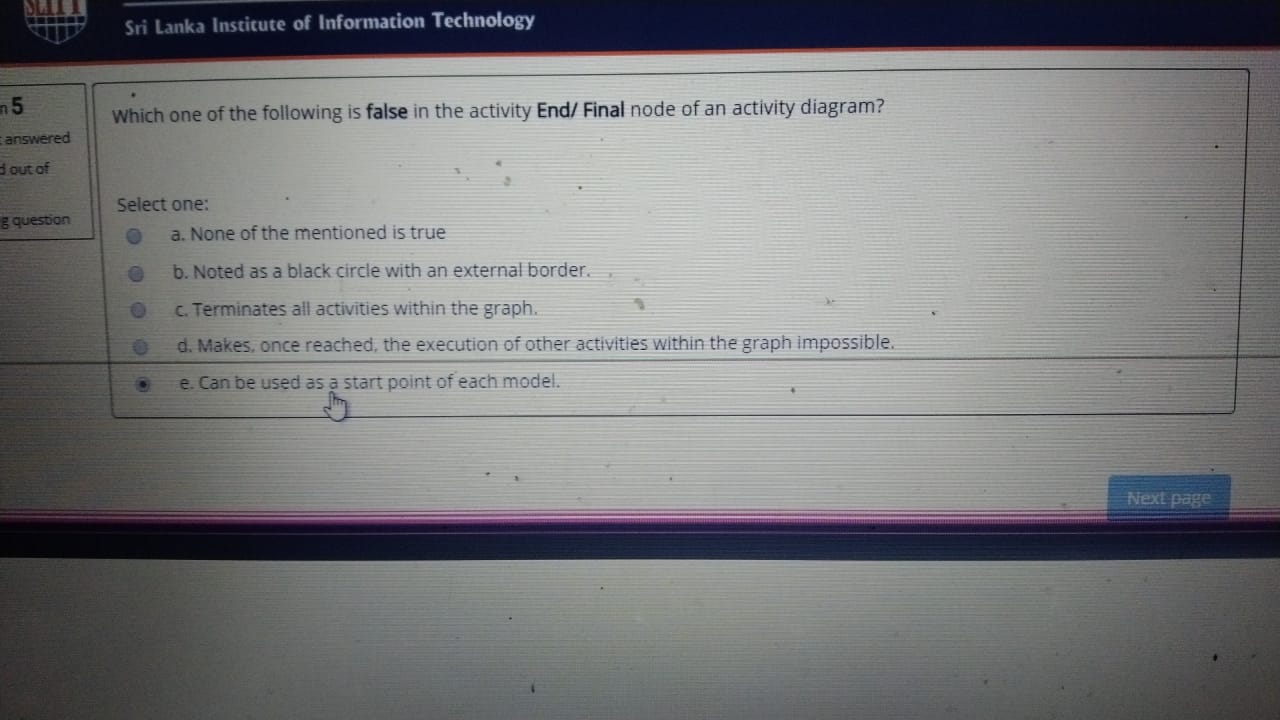 SLIIT
Sri Lanka Institute of Information Technology
n 5
answered
d out of
g question
Which one of the following is false in the activity End/ Final node of an activity diagram?
Select one:
a. None of the mentioned is true
b. Noted as a black circle with an external border.
c. Terminates all activities within the graph.
d. Makes, once reached, the execution of other activities within the graph impossible.
e. Can be used as a start point of each model.
Next page